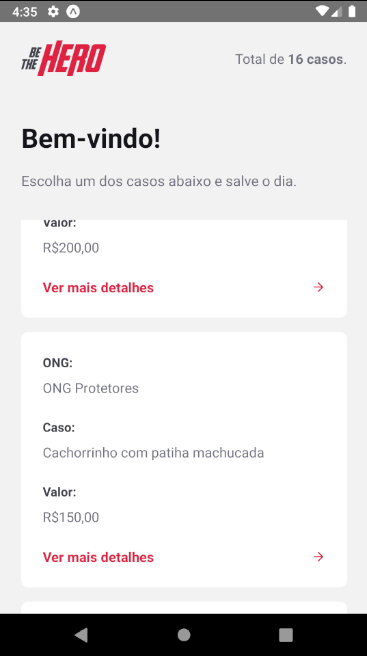 4:35
BE THE HERO
Total de 16 casos.
Bem-vindo!
Escolha um dos casos abaixo e salve o dia.
Valor:
R$200,00
Ver mais detalhes
ONG:
ONG Protetores
Caso:
Cachorrinho com patiha machucada
Valor:
R$150,00
Ver mais detalhes